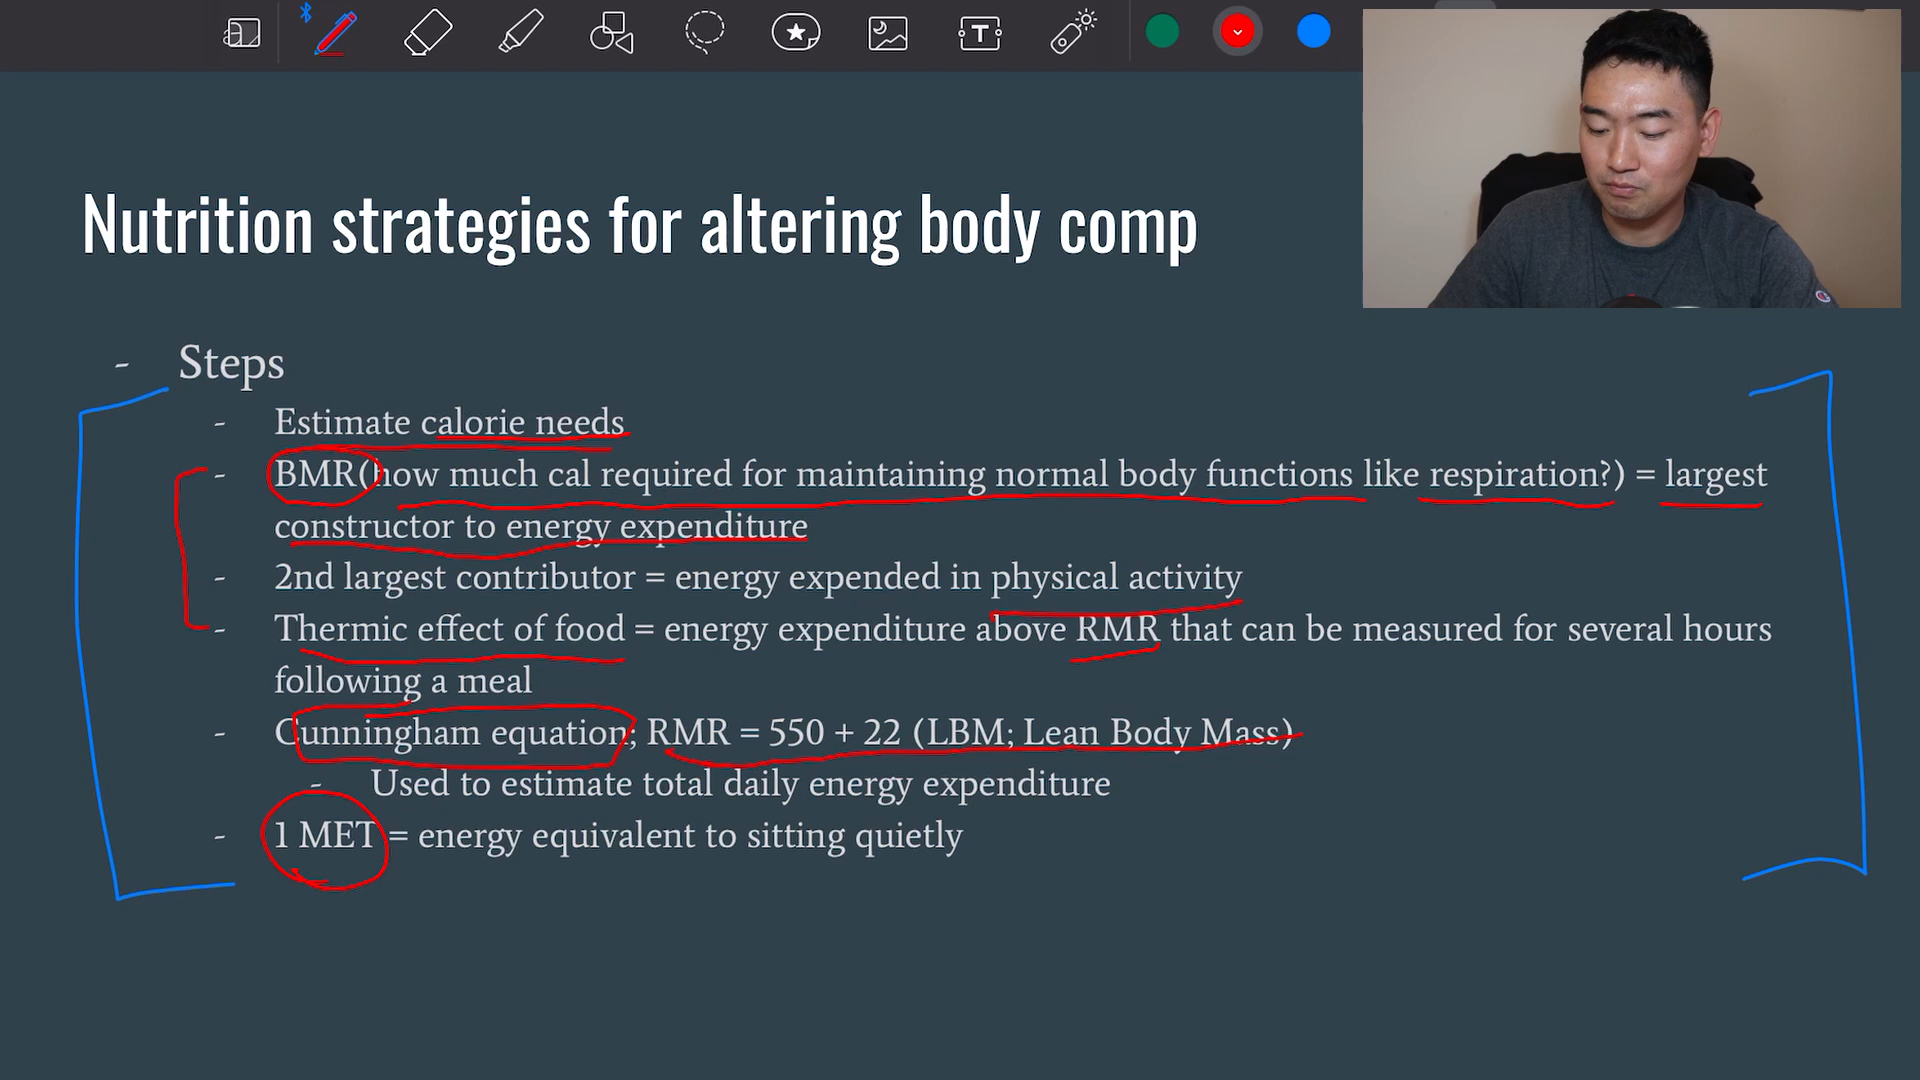 Nutrition strategies for altering body comp
- Steps
- Estimate calorie needs
- BMR(how much cal required for maintaining normal body functions like respiration?) = largest
constructor to energy expenditure
- 2nd largest contributor = energy expended in physical activity
- Thermic effect of food = energy expenditure above RMR that can be measured for several hours
following a meal
- Cunningham equation; RMR = 550 + 22 (LBM; Lean Body Mass)
- Used to estimate total daily energy expenditure
- 1 MET = energy equivalent to sitting quietly